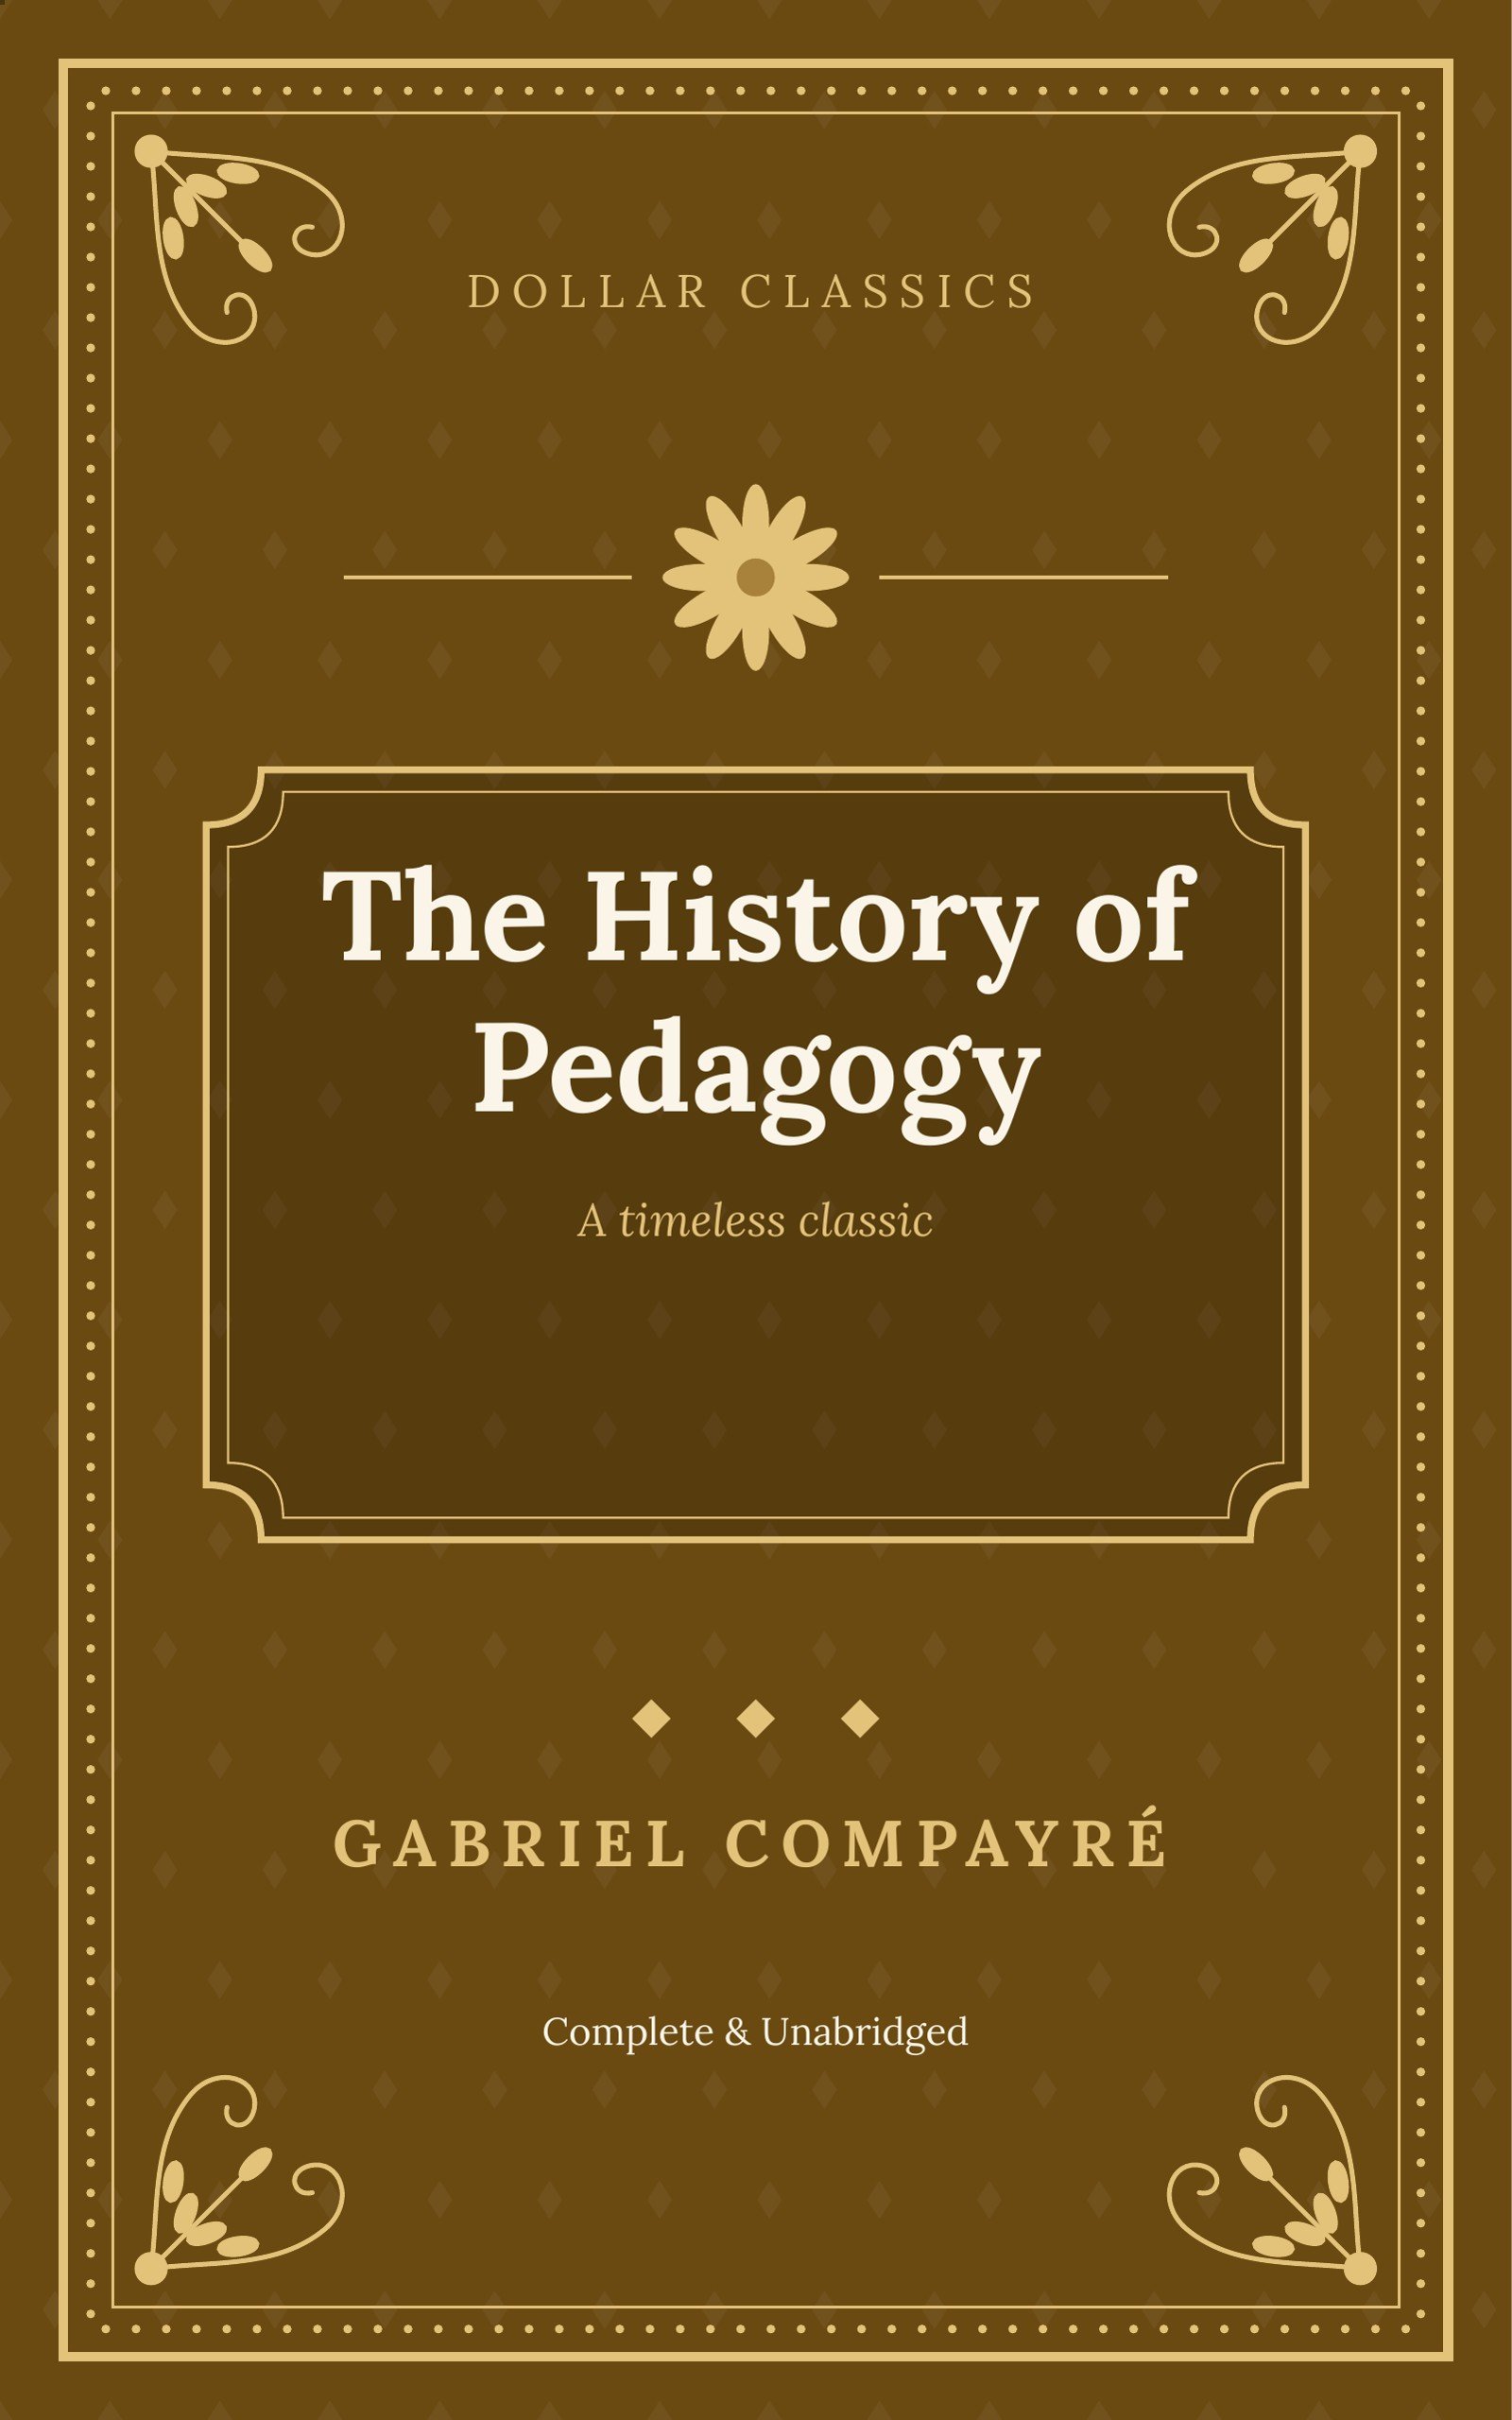 DOLLAR CLASSICS
The History of
Pedagogy
A timeless classic
GABRIEL COMPAYRÉ
Complete & Unabridged